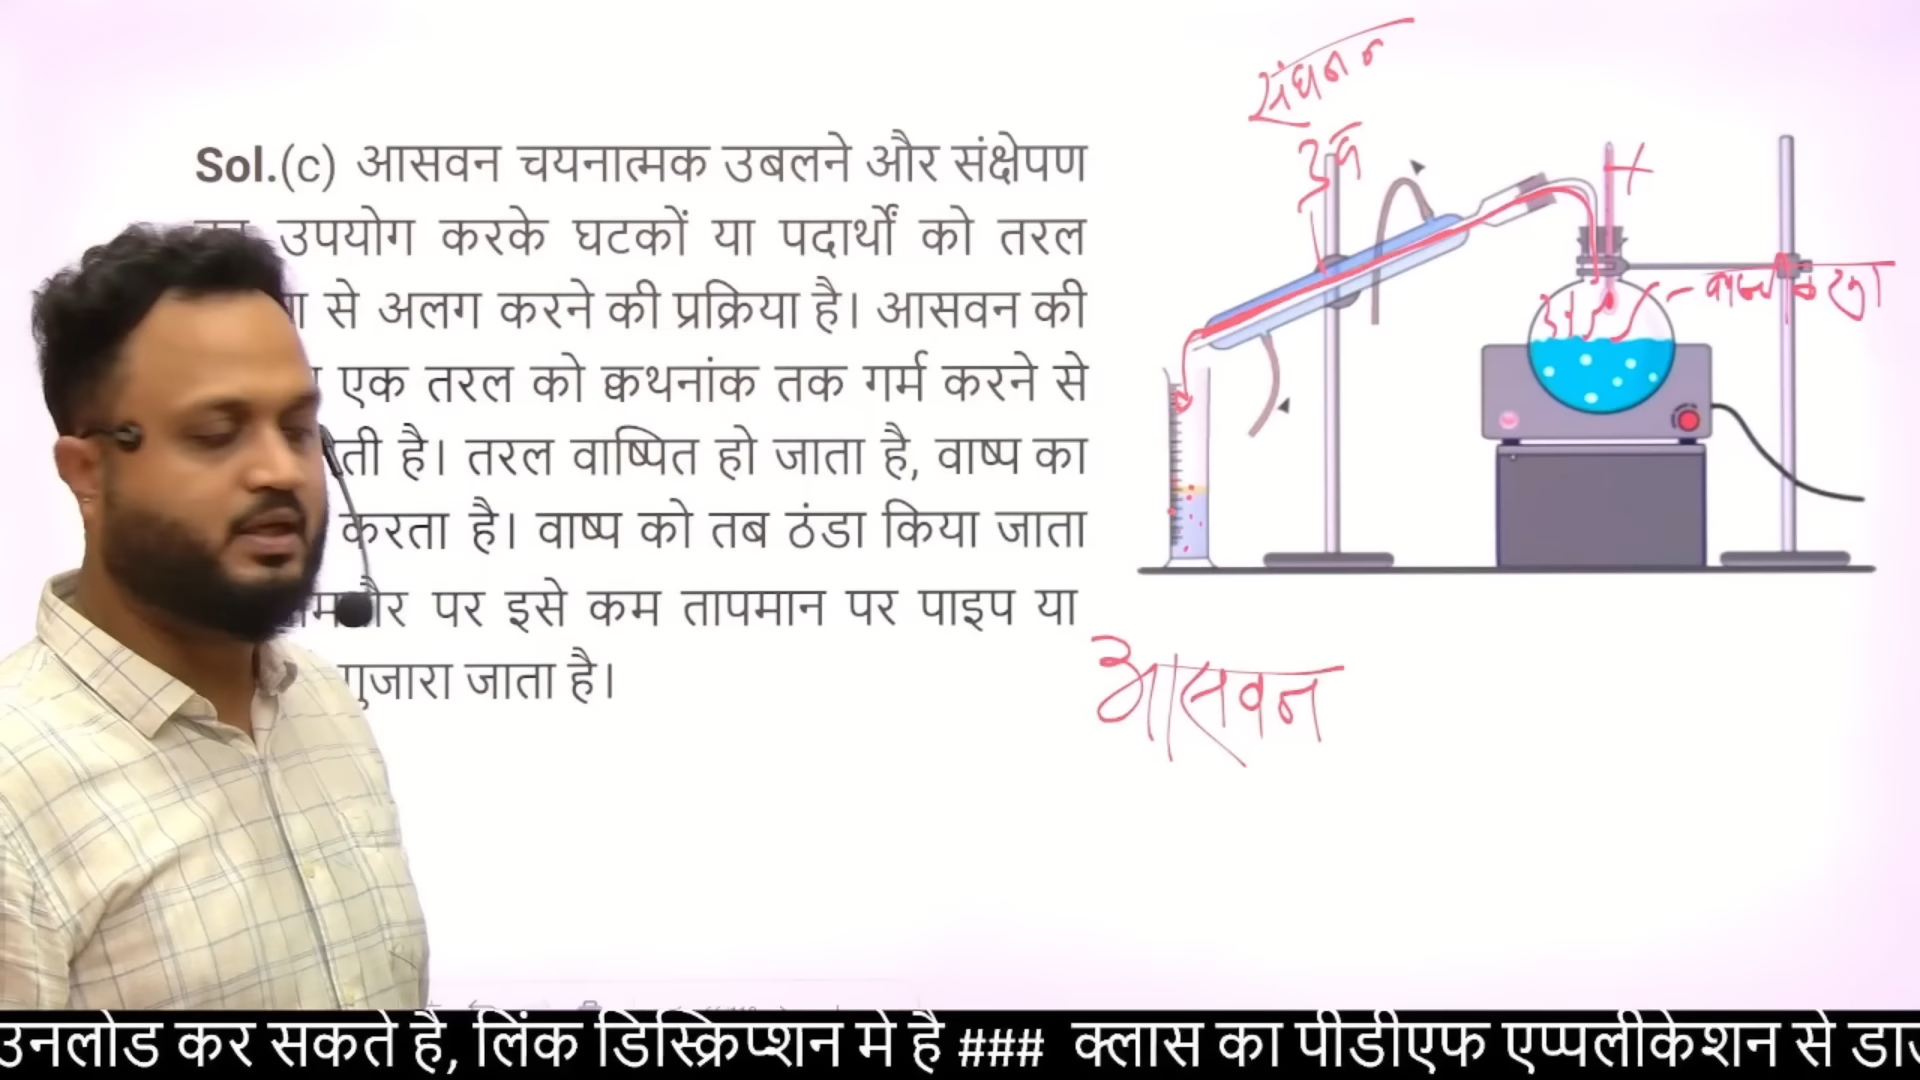 संघनन
द्रव
Sol.(c) आसवन चयनात्मक उबलने और संक्षेपण
उपयोग करके घटकों या पदार्थों को तरल
से अलग करने की प्रक्रिया है। आसवन की
एक तरल को क्वथनांक तक गर्म करने से
है। तरल वाष्पित हो जाता है, वाष्प का
करता है। वाष्प को तब ठंडा किया जाता
पर इसे कम तापमान पर पाइप या
गुजारा जाता है।
आसवन
कर सकते है, लिंक डिस्क्रिप्शन मे है ### क्लास का पीडीएफ एप्पलीकेशन से